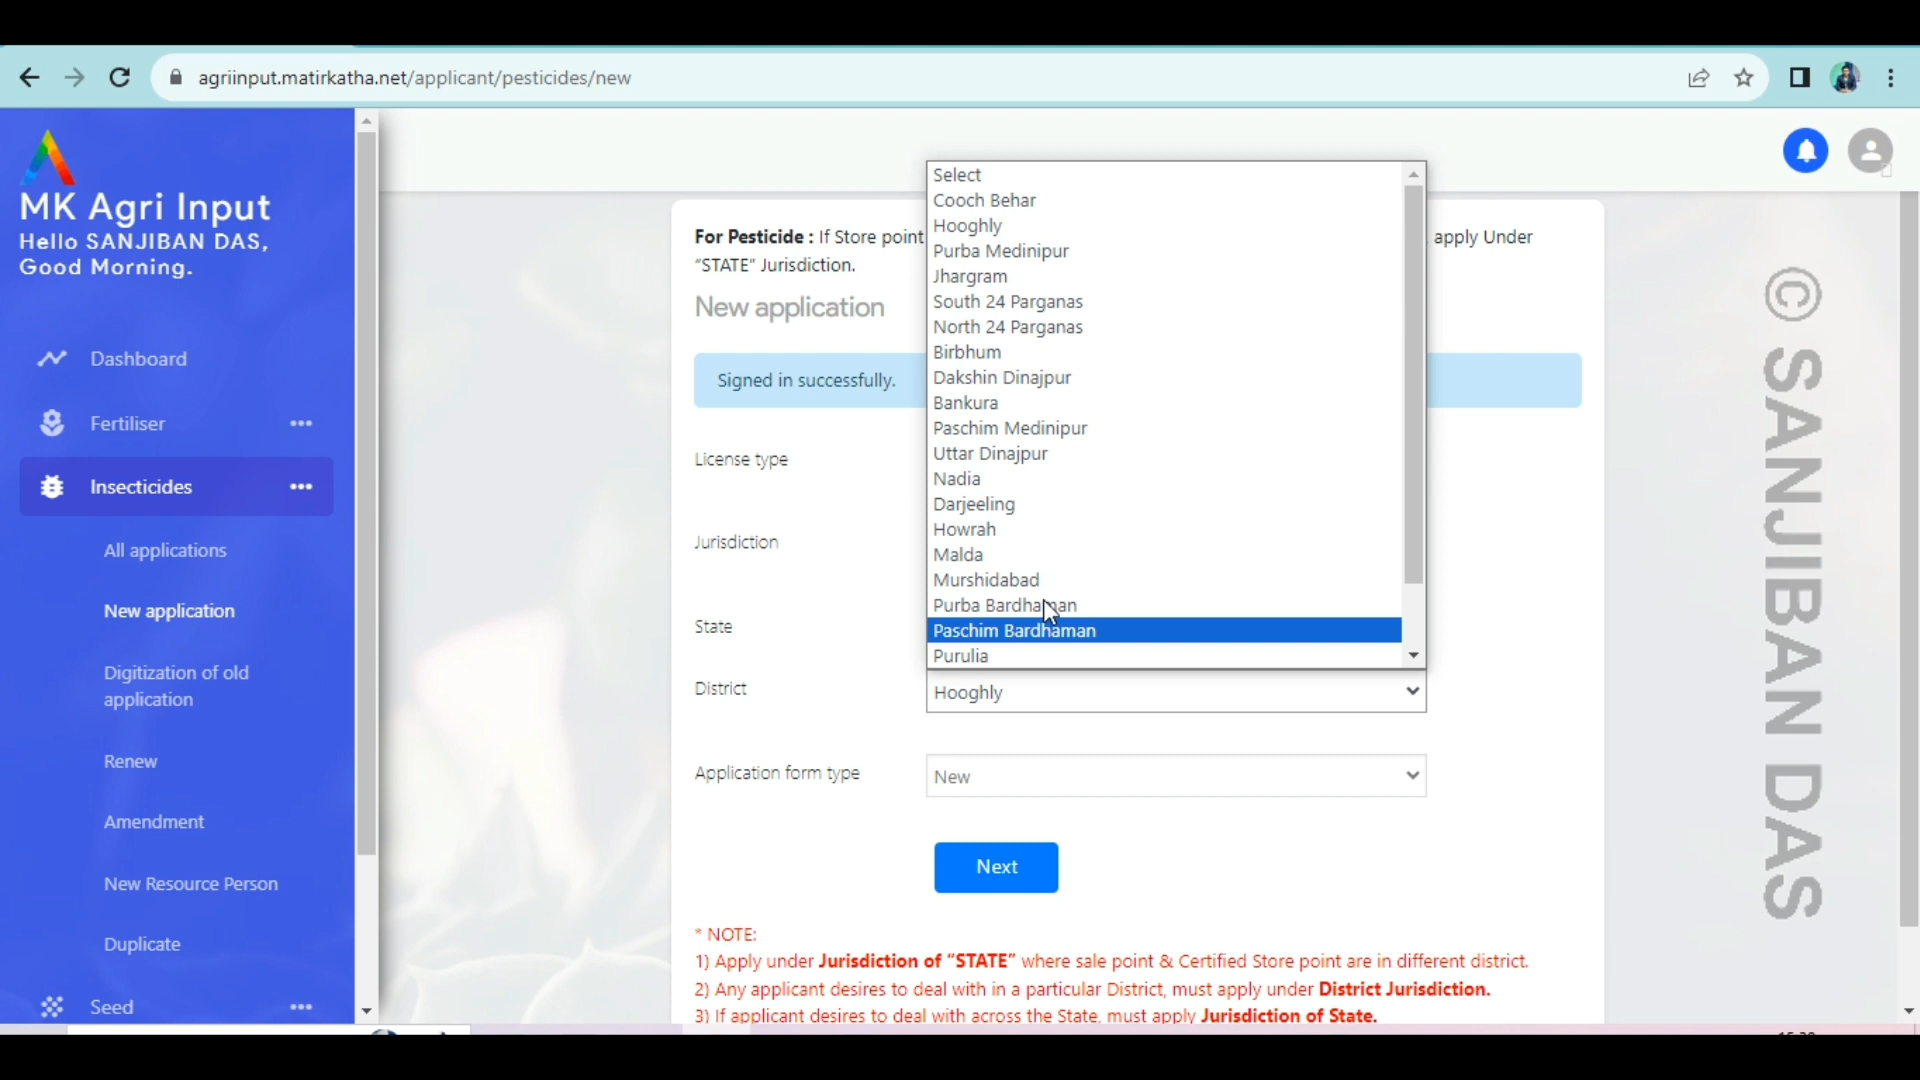 agriinput.matirkatha.net/applicant/pesticides/new
MK Agri Input
Hello SANJIBAN DAS,
Good Morning.
Dashboard
Fertiliser
Insecticides
All applications
New application
Digitization of old
application
Renew
Amendment
New Resource Person
Duplicate
Seed
For Pesticide : If Store point
apply Under
“STATE” Jurisdiction.
New application
Signed in successfully.
License type
Jurisdiction
State
District
Application form type
Select
Cooch Behar
Hooghly
Purba Medinipur
Jhargram
South 24 Parganas
North 24 Parganas
Birbhum
Dakshin Dinajpur
Bankura
Paschim Medinipur
Uttar Dinajpur
Nadia
Darjeeling
Howrah
Malda
Murshidabad
Purba Bardhaman
Paschim Bardhaman
Purulia
Hooghly
New
Next
* NOTE:
1) Apply under Jurisdiction of “STATE” where sale point & Certified Store point are in different district.
2) Any applicant desires to deal with in a particular District, must apply under District Jurisdiction.
3) If applicant desires to deal with across the State, must apply Jurisdiction of State.
© SANJIBAN DAS